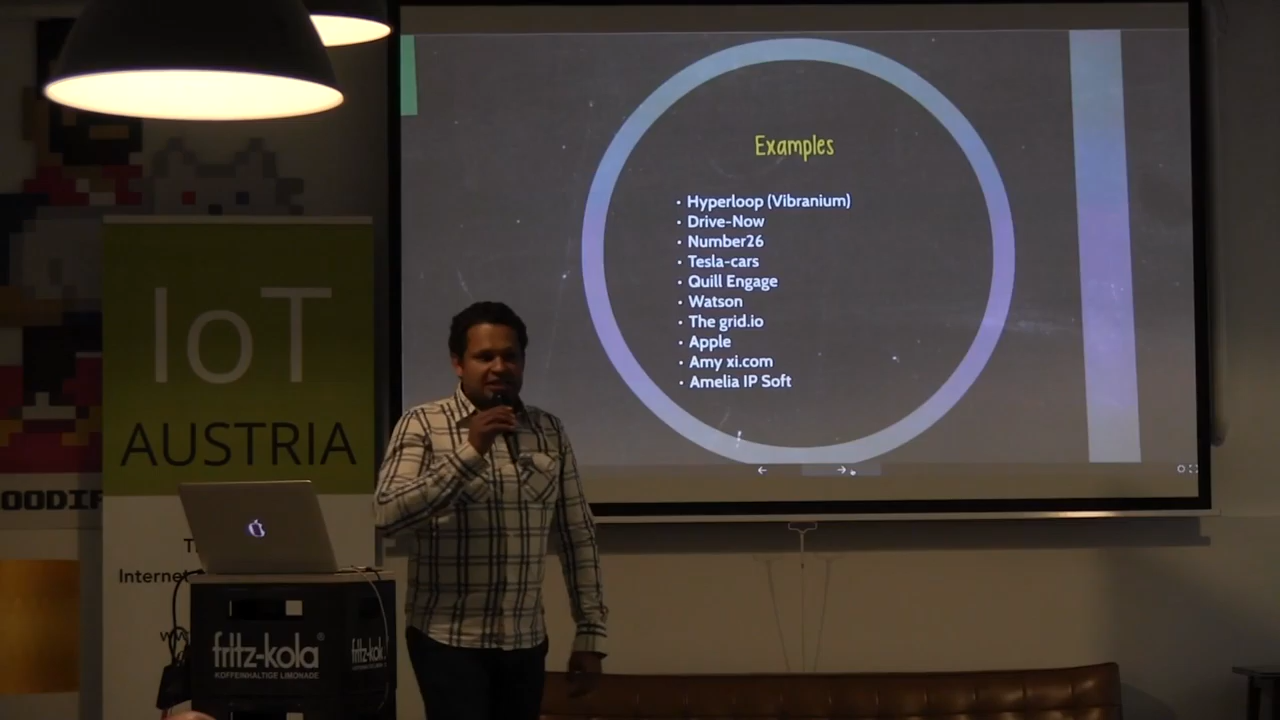 Examples
• Hyperloop (Vibranium)
• Drive-Now
• Number26
• Tesla-cars
• Quill Engage
• Watson
• The grid.io
• Apple
• Amy xi.com
• Amelia IP Soft
IoT
AUSTRIA
Internet
fritz-kola®
KOFFEINHALTIGE LIMONADE
fritz-kol